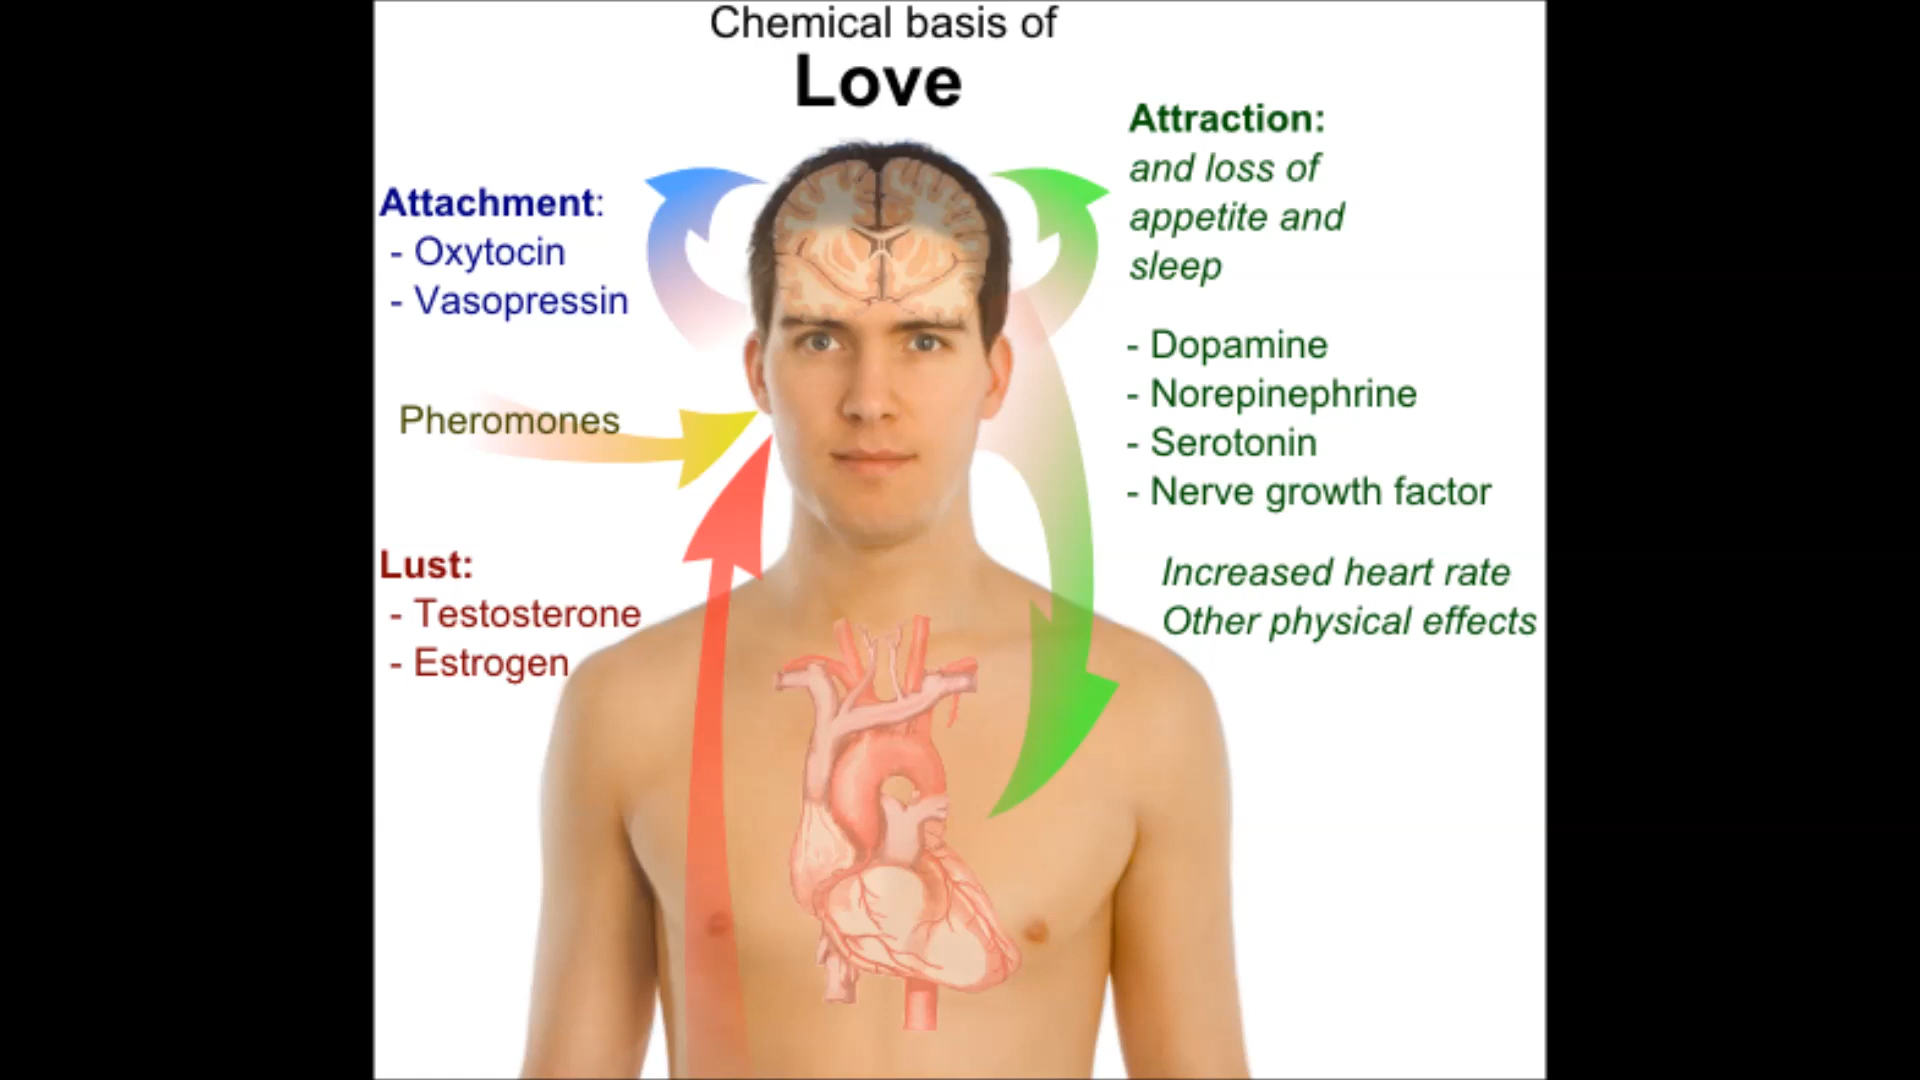 Chemical basis of
Love
Attachment:
- Oxytocin
- Vasopressin
Pheromones
Lust:
- Testosterone
- Estrogen
Attraction:
and loss of
appetite and
sleep
- Dopamine
- Norepinephrine
- Serotonin
- Nerve growth factor
Increased heart rate
Other physical effects